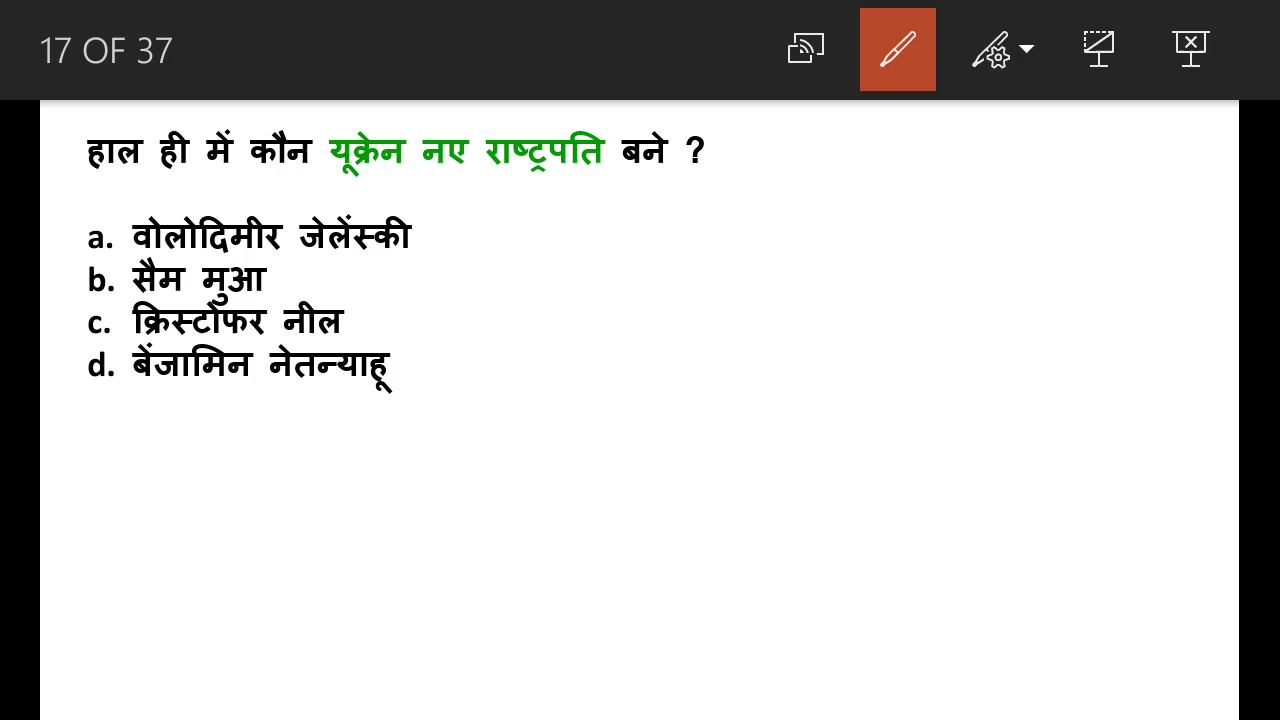 17 OF 37
हाल ही में कौन यूक्रेन नए राष्ट्रपति बने ?
a. वोलोदिमीर जेलेंस्की
b. सैम मुआ
c. क्रिस्टोफर नील
d. बेंजामिन नेतन्याहू